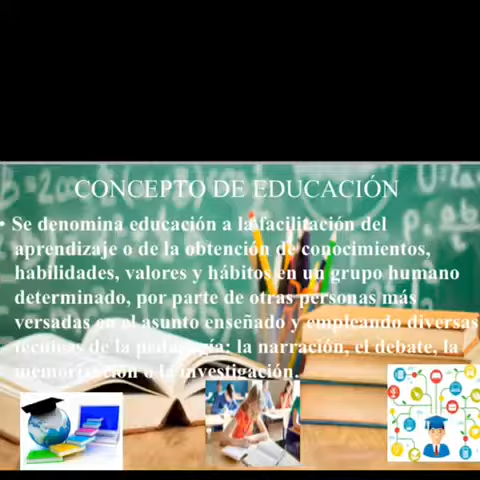 CONCEPTO DE EDUCACIÓN
• Se denomina educación a la facilitación del
aprendizaje o de la obtención de conocimientos,
habilidades, valores y hábitos en un grupo humano
determinado, por parte de otras personas más
versadas en el asunto enseñado y empleando diversas
técnicas de la pedagogía: la narración, el debate, la
memorización o la investigación.